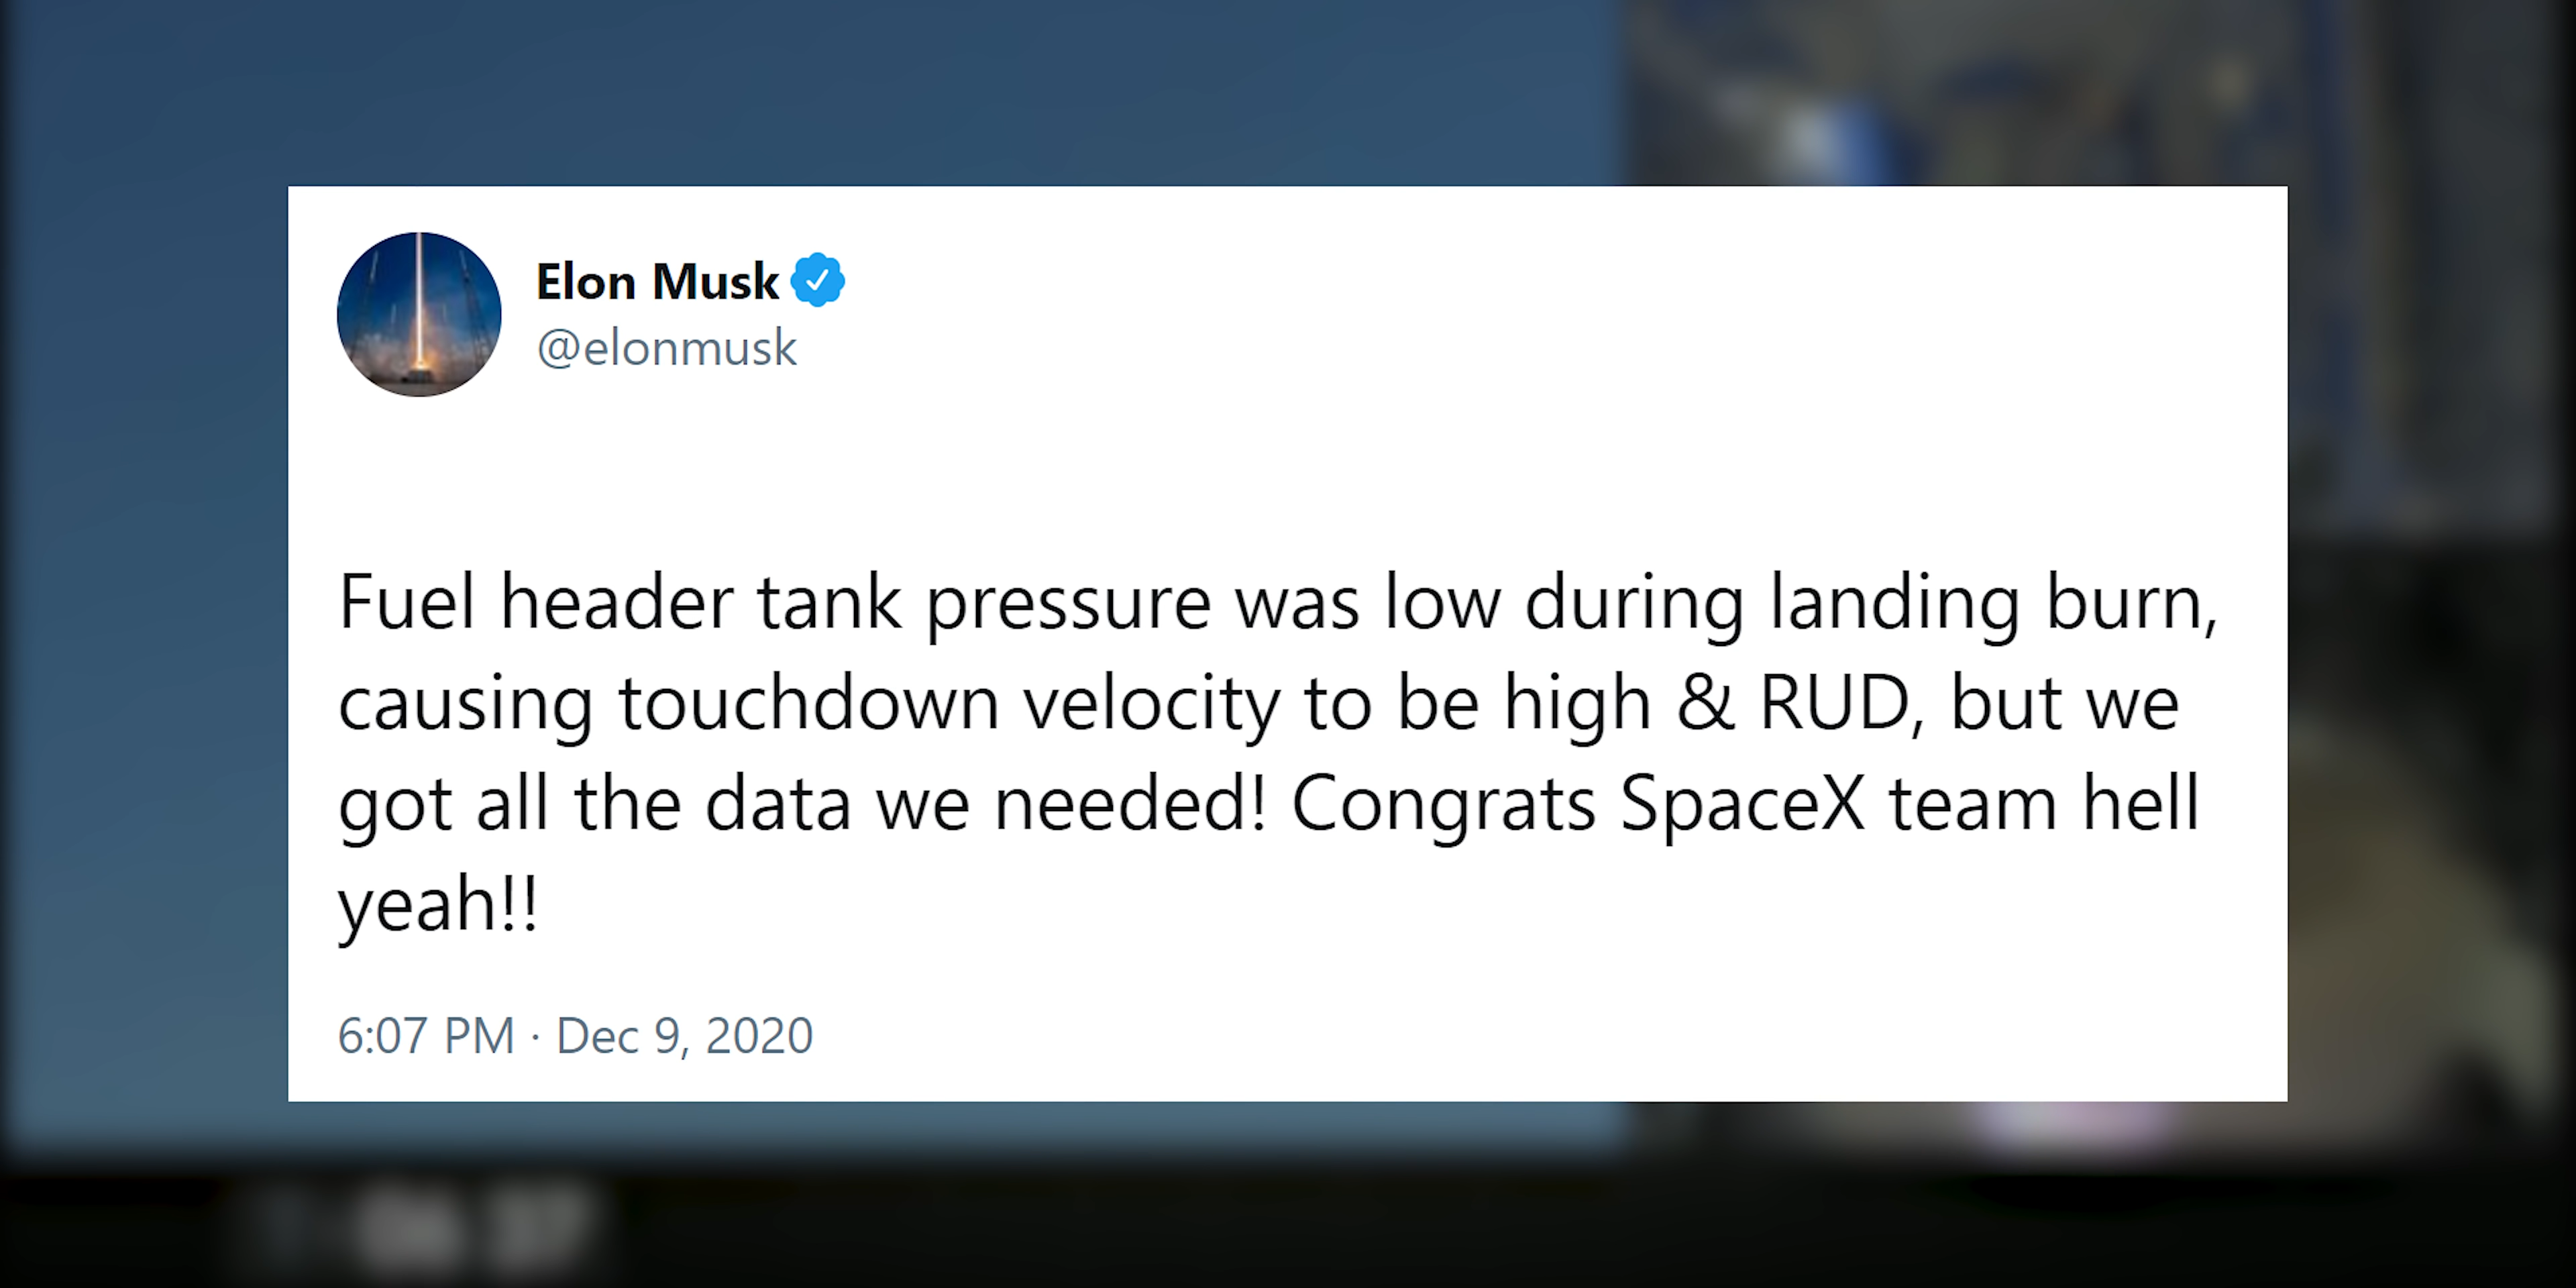 Elon Musk
@elonmusk
Fuel header tank pressure was low during landing burn,
causing touchdown velocity to be high & RUD, but we
got all the data we needed! Congrats SpaceX team hell
yeah!!
6:07 PM · Dec 9, 2020